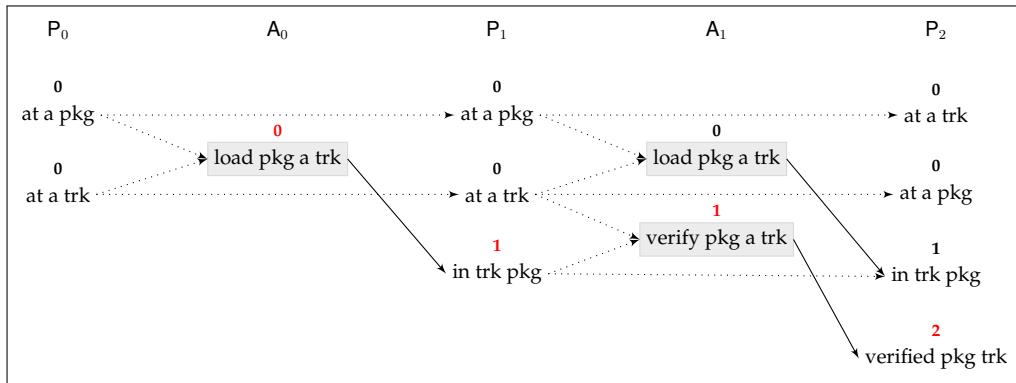 P₀ A₀ P₁ A₁ P₂
0 0 0
at a pkg at a pkg at a trk
0 0
load pkg a trk load pkg a trk
0 0 0
at a trk at a trk at a pkg
1
verify pkg a trk
1 1
in trk pkg in trk pkg
2
verified pkg trk